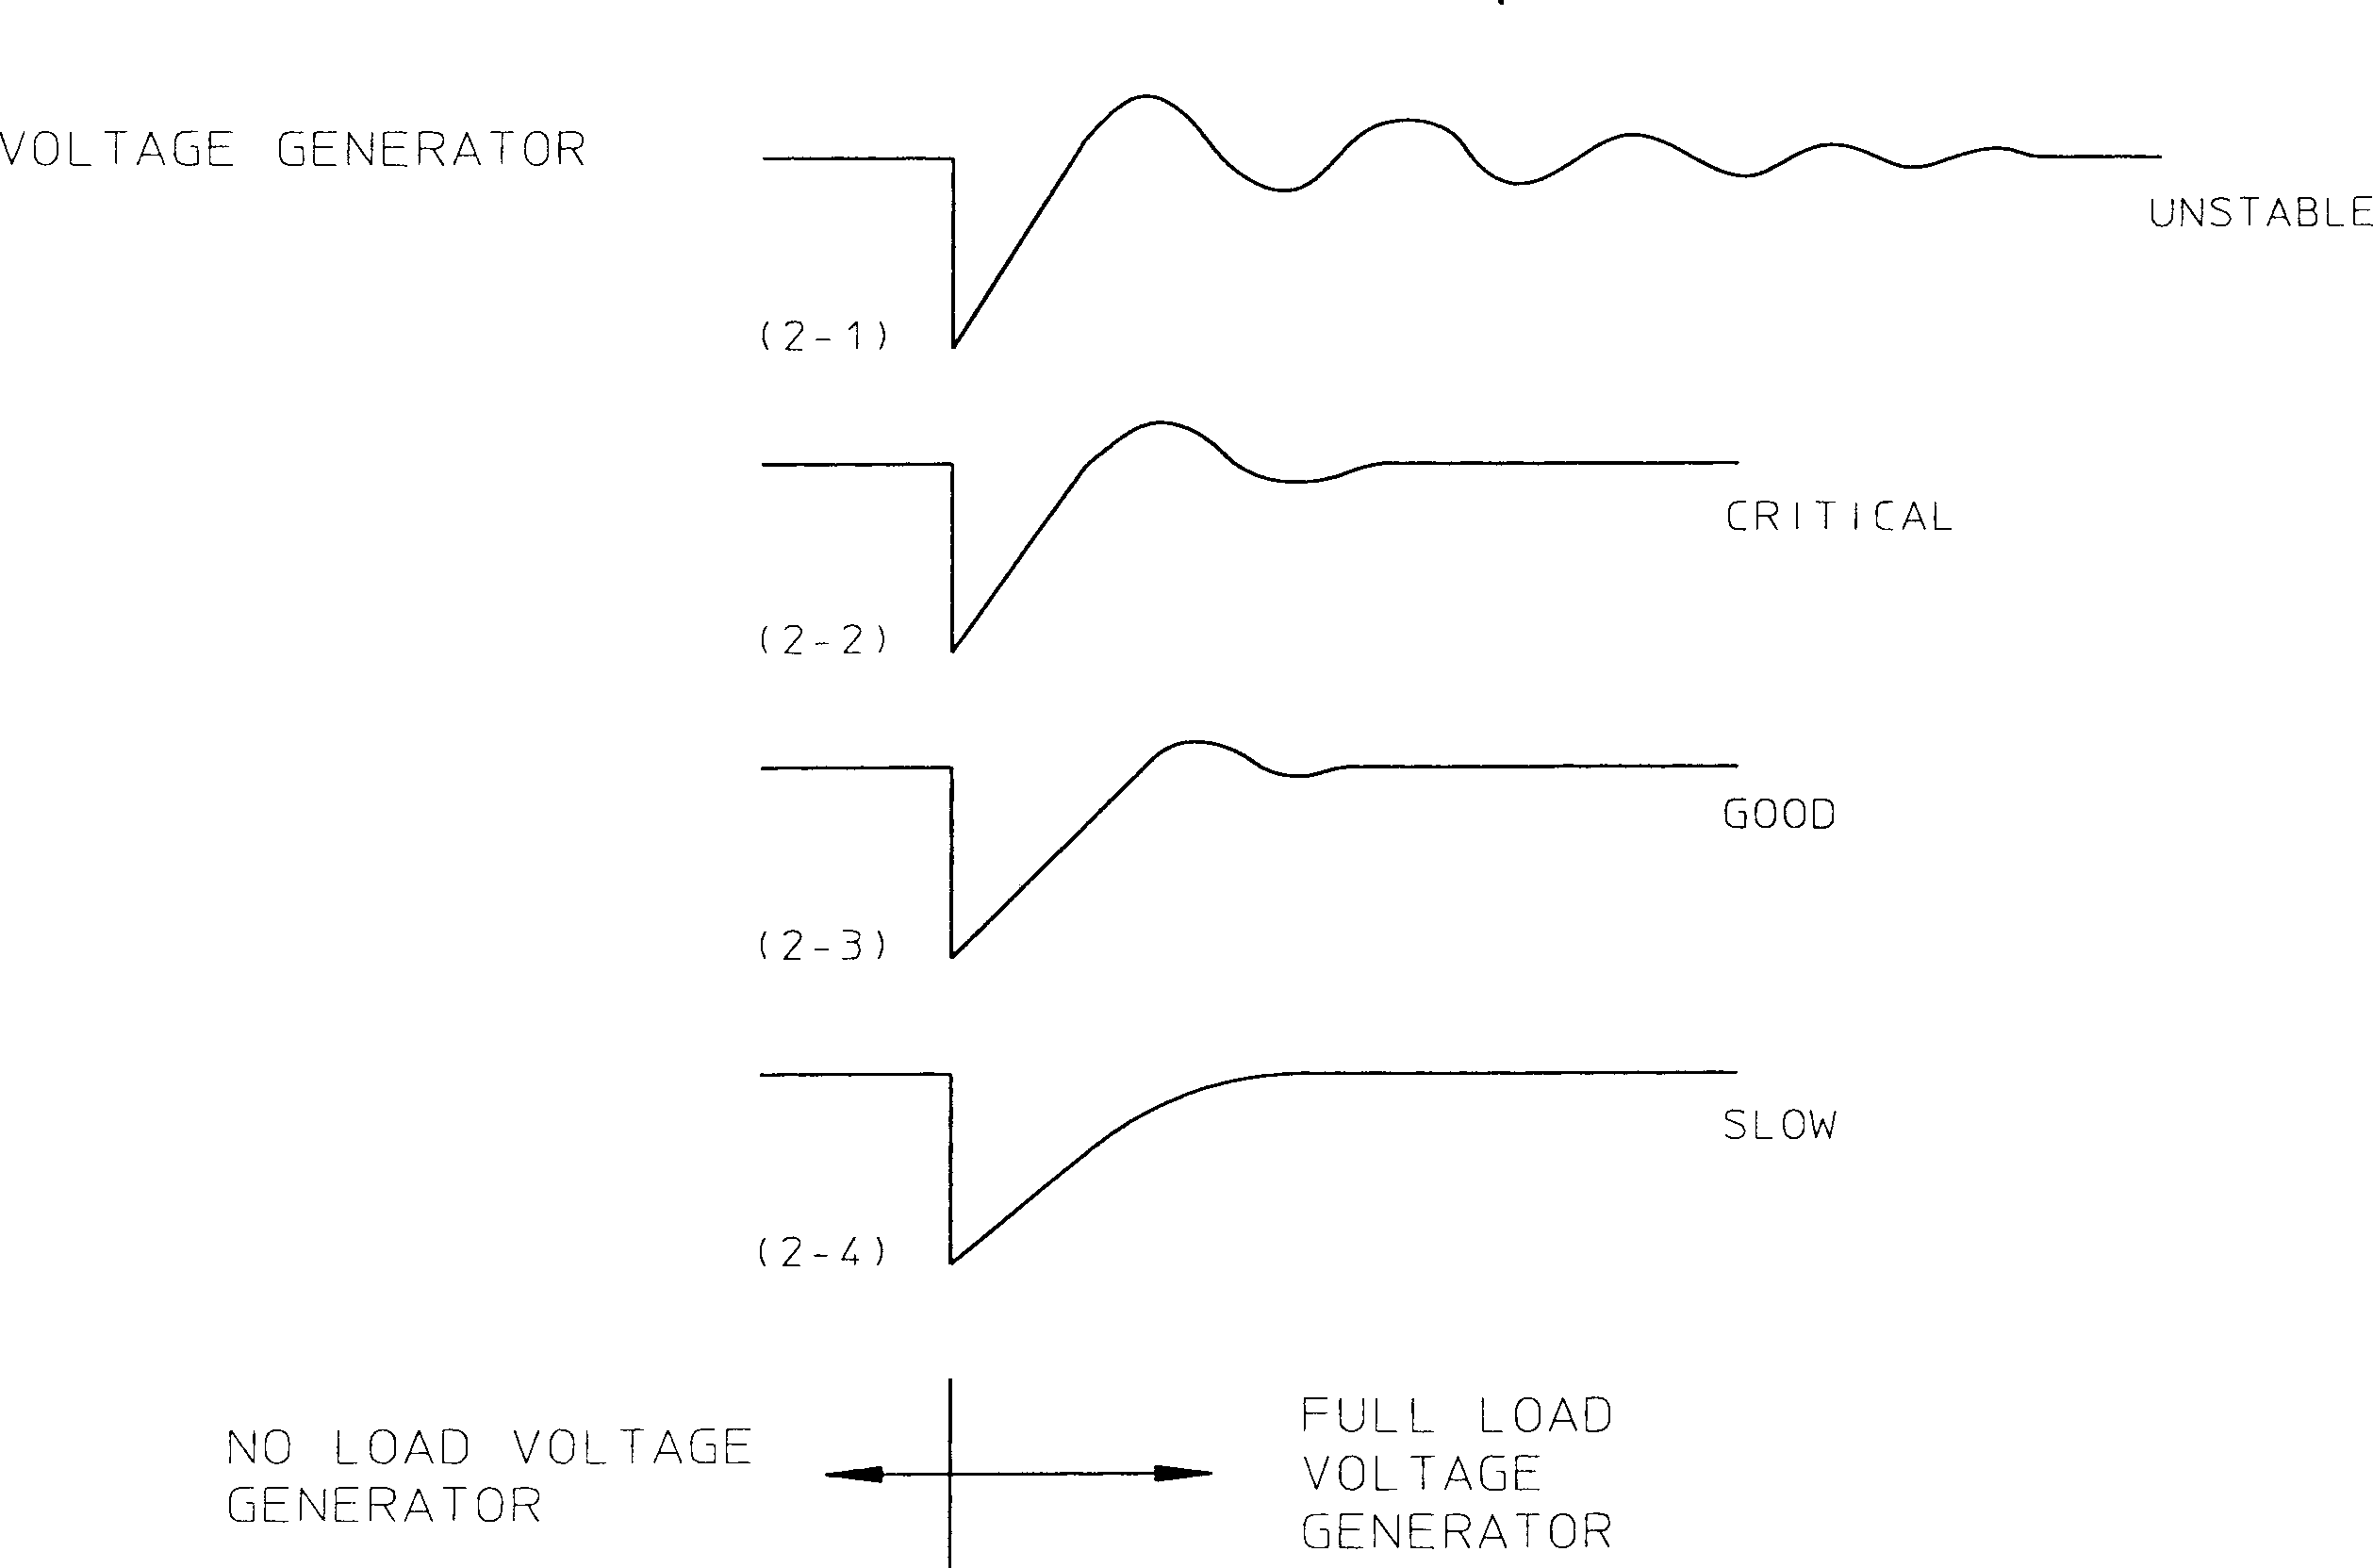 VOLTAGE GENERATOR
UNSTABLE
(2-1)
CRITICAL
(2-2)
GOOD
(2-3)
SLOW
(2-4)
NO LOAD VOLTAGE
GENERATOR
FULL LOAD
VOLTAGE
GENERATOR